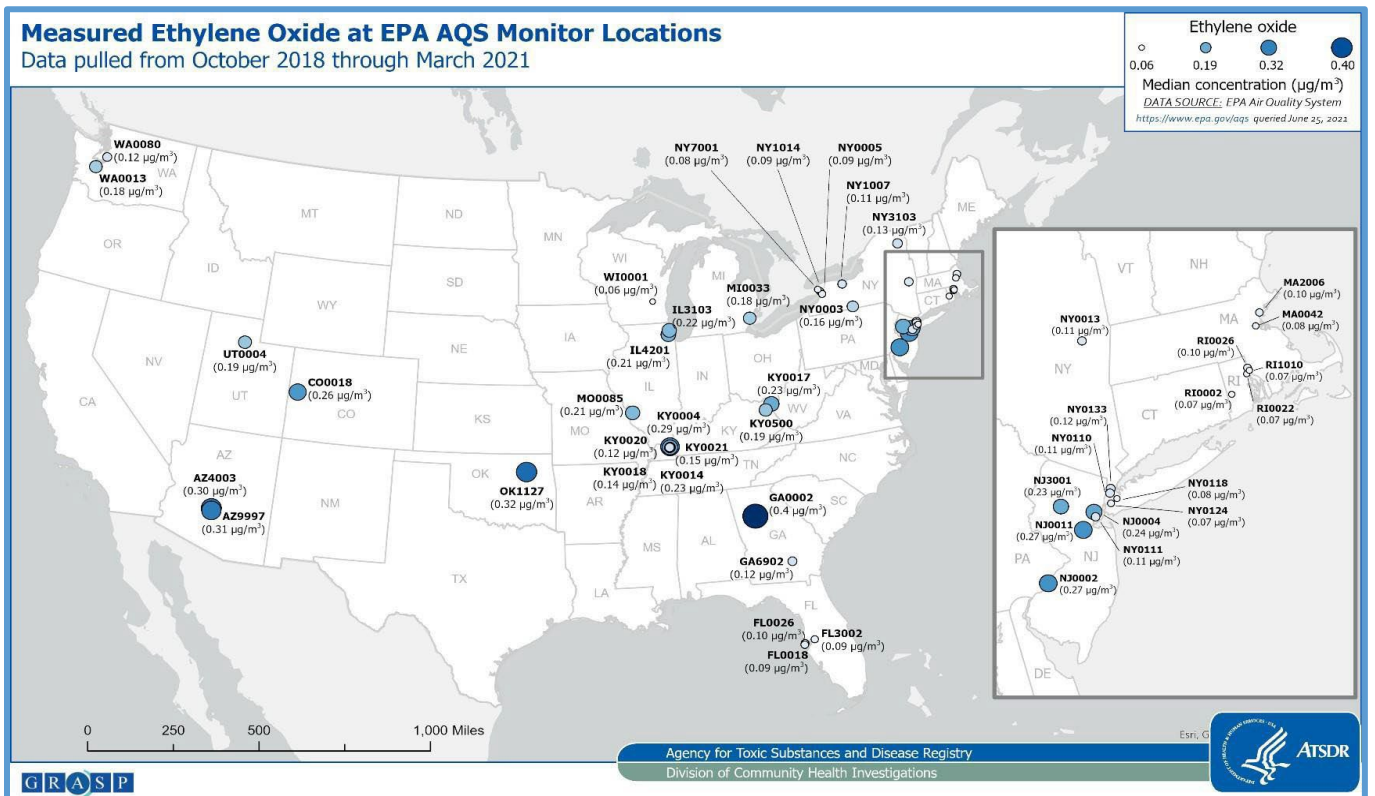 Measured Ethylene Oxide at EPA AQS Monitor Locations
Data pulled from October 2018 through March 2021
Ethylene oxide
0.06 0.19 0.32 0.40
Median concentration (µg/m³)
DATA SOURCE: EPA Air Quality System
https://www.epa.gov/aqs queried June 25, 2021
WA0080
(0.12 µg/m³)
WA
WA0013
(0.18 µg/m³)
OR
ID
MT
ND
MN
SD
WY
NE
IA
NV
CA
UT
UT0004
(0.19 µg/m³)
CO0018
(0.26 µg/m³)
CO
KS
MO
AZ
AZ4003
(0.30 µg/m³)
AZ9997
(0.31 µg/m³)
NM
OK
OK1127
(0.32 µg/m³)
TX
AR
LA
MS
AL
WI
WI0001
(0.06 µg/m³)
MI
MI0033
(0.18 µg/m³)
IL3103
(0.22 µg/m³)
IL4201
(0.21 µg/m³)
IL
IN
OH
MO0085
(0.21 µg/m³)
KY0017
(0.23 µg/m³)
KY0500
(0.19 µg/m³)
WV
VA
KY
KY0004
(0.29 µg/m³)
KY0020
(0.12 µg/m³)
KY0021
(0.15 µg/m³)
KY0018
(0.14 µg/m³)
KY0014
(0.23 µg/m³)
TN
NC
SC
GA0002
(0.4 µg/m³)
GA
GA6902
(0.12 µg/m³)
FL
FL0026
(0.10 µg/m³)
FL3002
(0.09 µg/m³)
FL0018
(0.09 µg/m³)
NY7001
(0.08 µg/m³)
NY1014
(0.09 µg/m³)
NY0005
(0.09 µg/m³)
NY1007
(0.11 µg/m³)
NY3103
(0.13 µg/m³)
ME
NY
NY0003
(0.16 µg/m³)
PA
MD
MA
CT
VT
NH
MA2006
(0.10 µg/m³)
MA
MA0042
(0.08 µg/m³)
NY0013
(0.11 µg/m³)
NY
RI0026
(0.10 µg/m³)
RI1010
(0.07 µg/m³)
RI
RI0002
(0.07 µg/m³)
RI0022
(0.07 µg/m³)
CT
NY0133
(0.12 µg/m³)
NY0110
(0.11 µg/m³)
NJ3001
(0.23 µg/m³)
NY0118
(0.08 µg/m³)
NY0124
(0.07 µg/m³)
NJ0011
(0.27 µg/m³)
NJ0004
(0.24 µg/m³)
NY0111
(0.11 µg/m³)
PA
NJ
NJ0002
(0.27 µg/m³)
DE
0 250 500 1,000 Miles
Esri, G
Agency for Toxic Substances and Disease Registry
Division of Community Health Investigations
ATSDR
GRASP